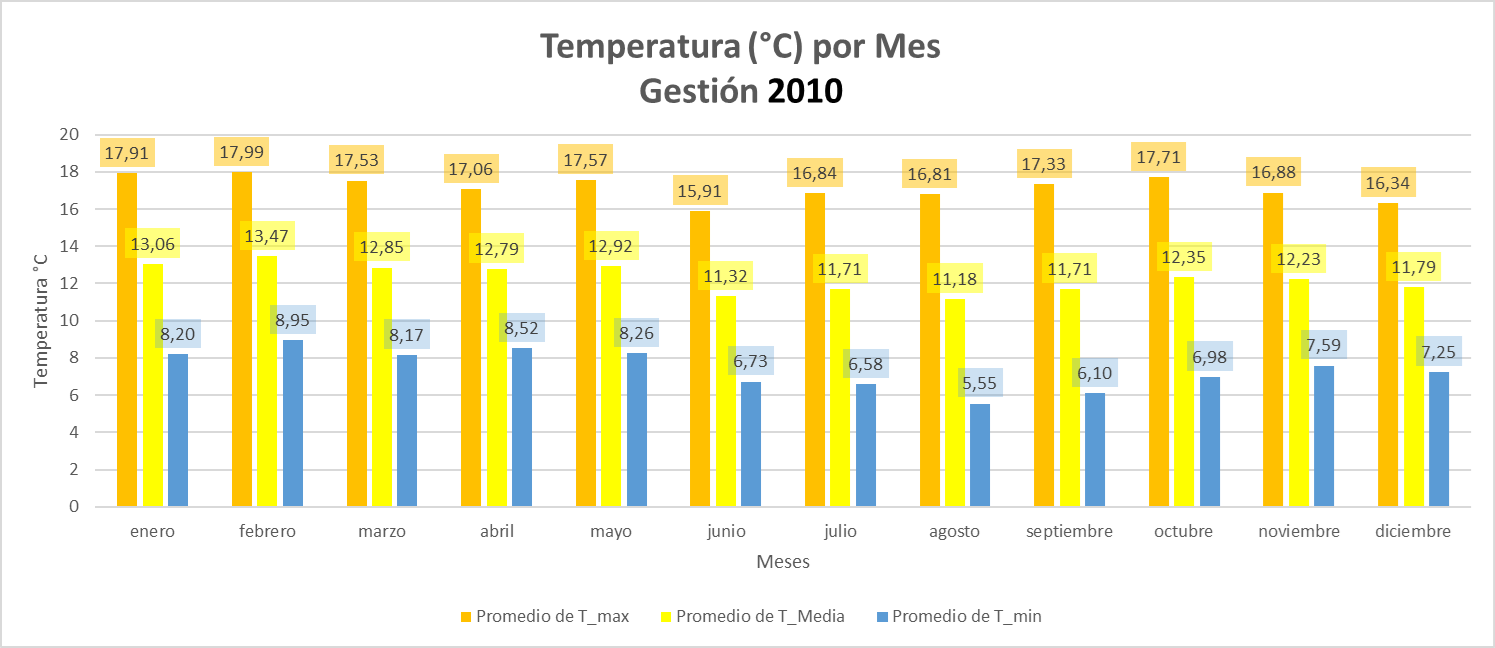 Temperatura (°C) por Mes
Gestión 2010
Temperatura °C
20
18
16
14
12
10
8
6
4
2
0
17,91 17,99 17,53 17,06 17,57 15,91 16,84 16,81 17,33 17,71 16,88 16,34
13,06 13,47 12,85 12,79 12,92 11,32 11,71 11,18 11,71 12,35 12,23 11,79
8,20 8,95 8,17 8,52 8,26 6,73 6,58 5,55 6,10 6,98 7,59 7,25
enero febrero marzo abril mayo junio julio agosto septiembre octubre noviembre diciembre
Meses
Promedio de T_max Promedio de T_Media Promedio de T_min